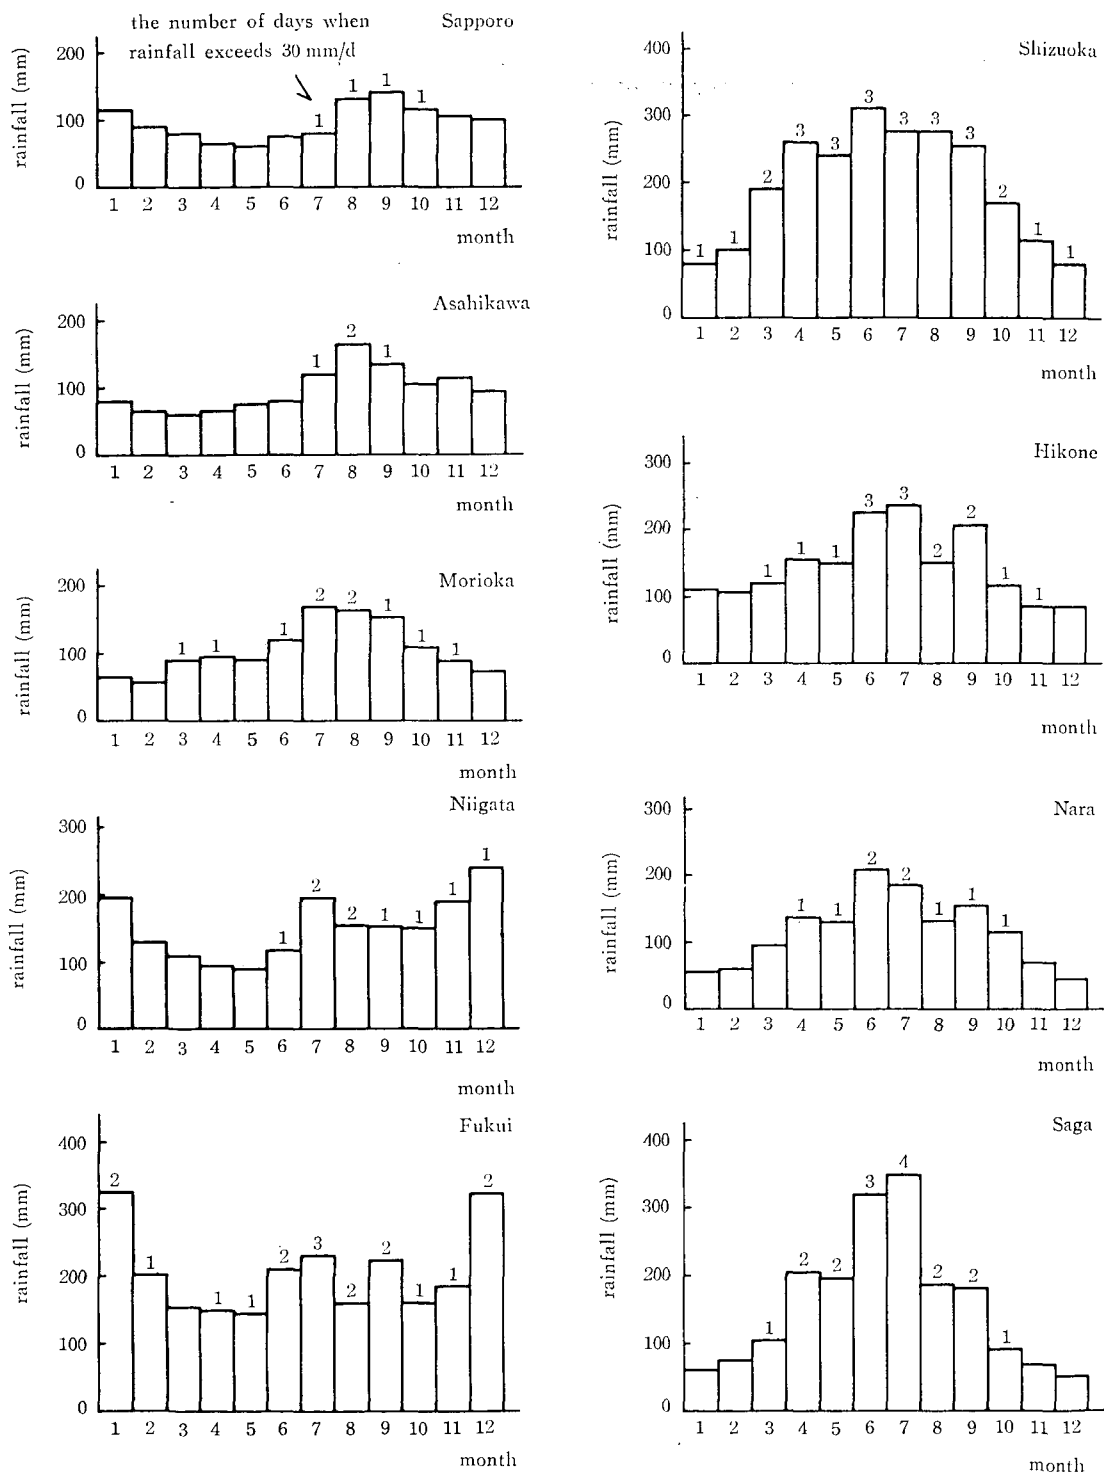 the number of days when
rainfall exceeds 30 mm/d
Sapporo
rainfall (mm)
200
100
0
1 1 1 1
1 2 3 4 5 6 7 8 9 10 11 12
month
Asahikawa
rainfall (mm)
200
100
0
1 2 1
1 2 3 4 5 6 7 8 9 10 11 12
month
Morioka
rainfall (mm)
200
100
0
1 1 1 2 2 1 1 1
1 2 3 4 5 6 7 8 9 10 11 12
month
Niigata
rainfall (mm)
300
200
100
0
1 2 2 1 1 1 1
1 2 3 4 5 6 7 8 9 10 11 12
month
Fukui
rainfall (mm)
400
300
200
100
0
2 1 1 1 2 3 2 2 1 1 2
1 2 3 4 5 6 7 8 9 10 11 12
month
Shizuoka
rainfall (mm)
400
300
200
100
0
1 1 2 3 3 3 3 3 3 2 1 1
1 2 3 4 5 6 7 8 9 10 11 12
month
Hikone
rainfall (mm)
300
200
100
0
1 1 1 3 3 2 2 1 1
1 2 3 4 5 6 7 8 9 10 11 12
month
Nara
rainfall (mm)
300
200
100
0
1 1 2 2 1 1 1
1 2 3 4 5 6 7 8 9 10 11 12
month
Saga
rainfall (mm)
400
300
200
100
0
1 2 2 3 4 2 2 1
1 2 3 4 5 6 7 8 9 10 11 12
month